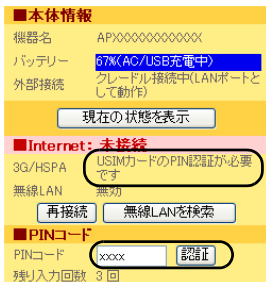 ■本体情報
機器名 APXXXXXXXXXXXX
バッテリー 67%(AC/USB充電中)
外部接続 クレードル接続中(LANポートと
して動作)
現在の状態を表示
■Internet: 未接続
3G/HSPA USIMカードのPIN認証が必要
です
無線LAN 無効
再接続 無線LANを検索
■PINコード
PINコード xxxx 認証
残り入力回数 3 回